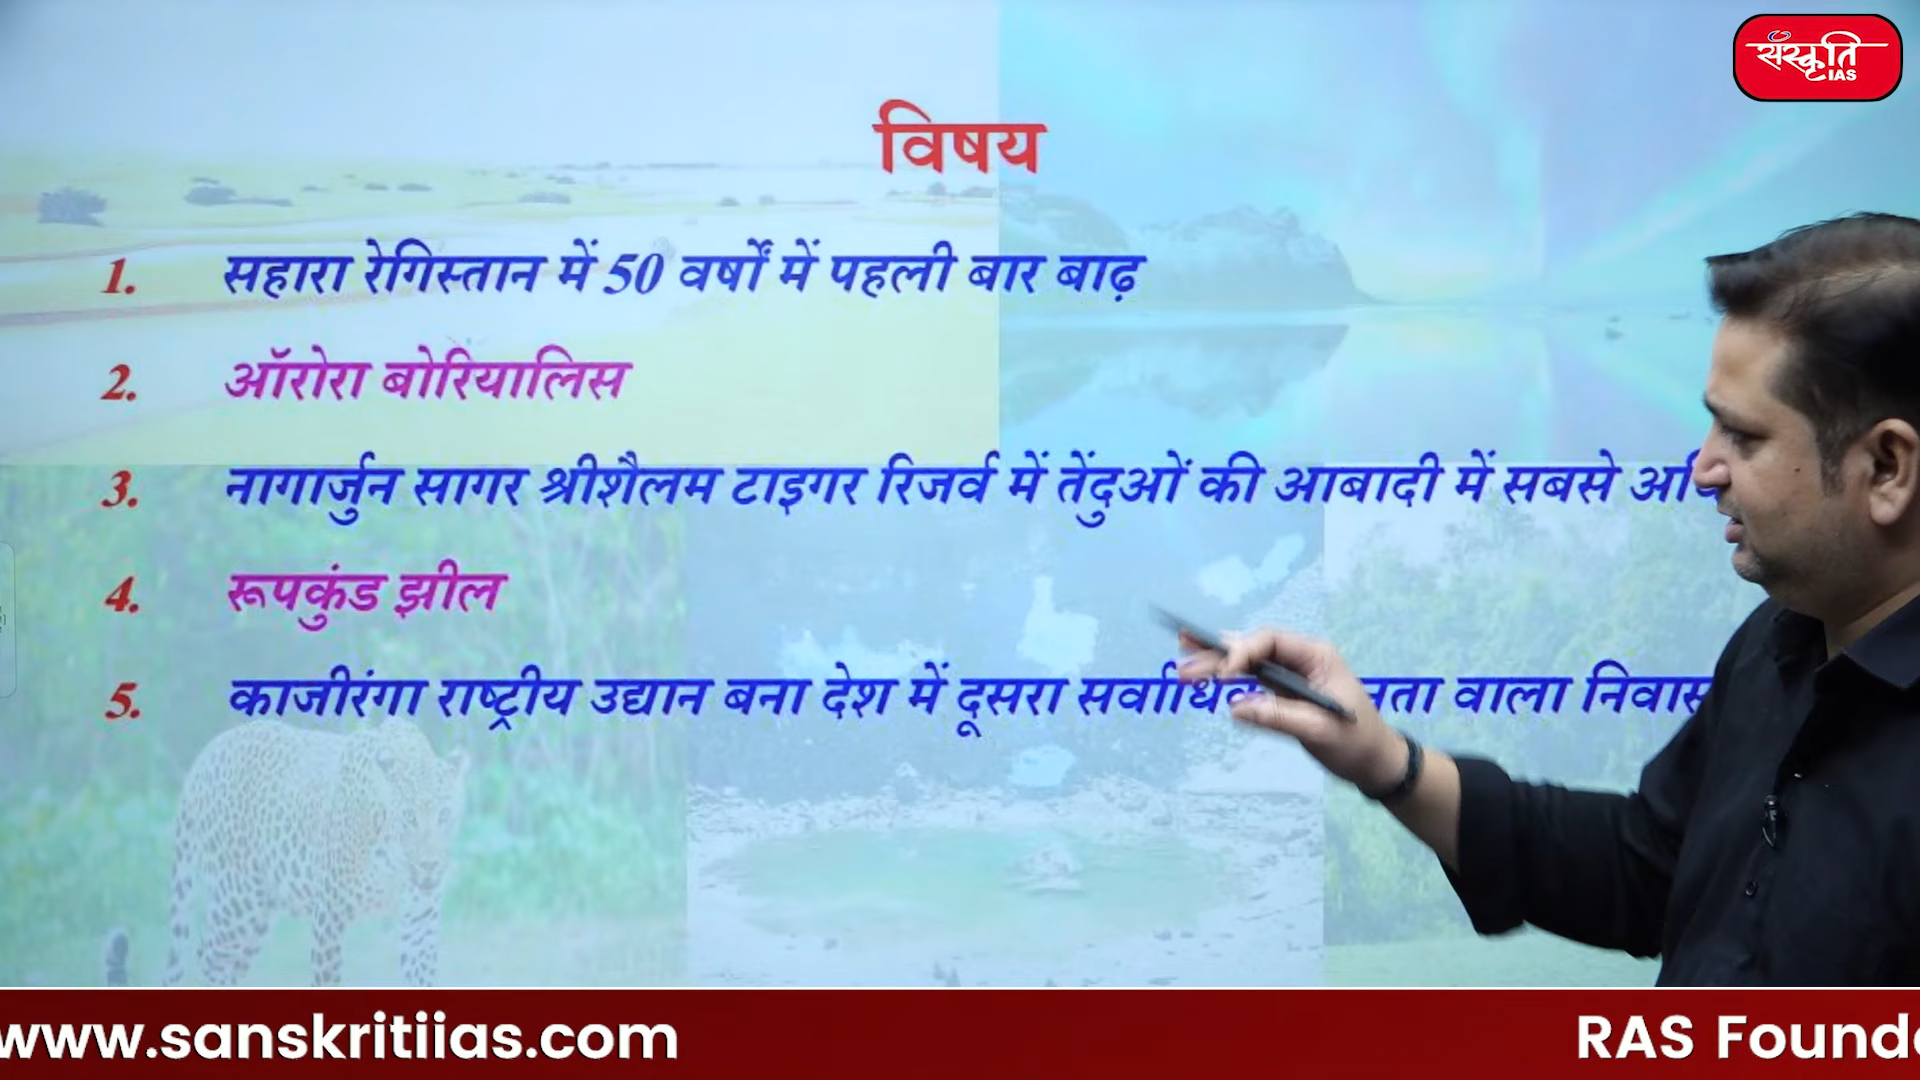 संस्कृति
IAS
विषय
1. सहारा रेगिस्तान में 50 वर्षों में पहली बार बाढ़
2. ऑरोरा बोरियालिस
3. नागार्जुन सागर श्रीशैलम टाइगर रिजर्व में तेंदुओं की आबादी में सबसे
4. रूपकुंड झील
5. काजीरंगा राष्ट्रीय उद्यान बना देश में दूसरा वाला
www.sanskritiias.com
RAS